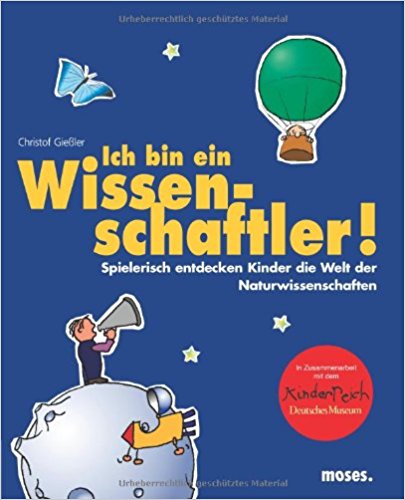 Urheberrechtlich geschütztes Material
Christof Gießler
Ich bin ein
Wissen-
schaftler!
Spielerisch entdecken Kinder die Welt der
Naturwissenschaften
In Zusammenarbeit
mit dem
KinderReich
Deutsches Museum
moses.
Urheberrechtlich geschütztes Material